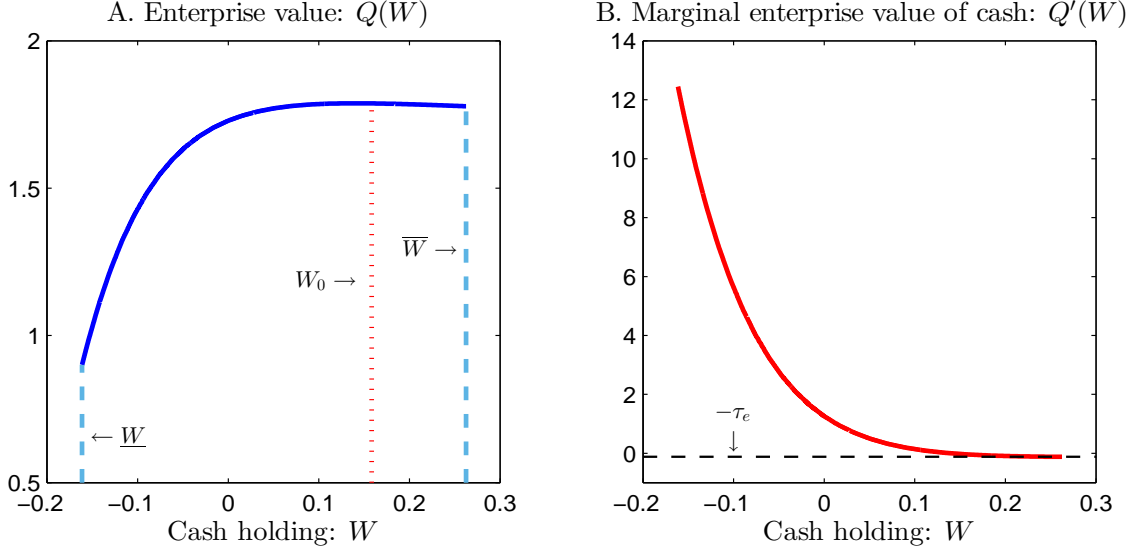 A. Enterprise value: Q(W)
2
1.5
1
0.5
−0.2 −0.1 0 0.1 0.2 0.3
Cash holding: W
← W
W₀ →
W →
B. Marginal enterprise value of cash: Q′(W)
14
12
10
8
6
4
2
0
−2
−0.2 −0.1 0 0.1 0.2 0.3
Cash holding: W
−τₑ
↓